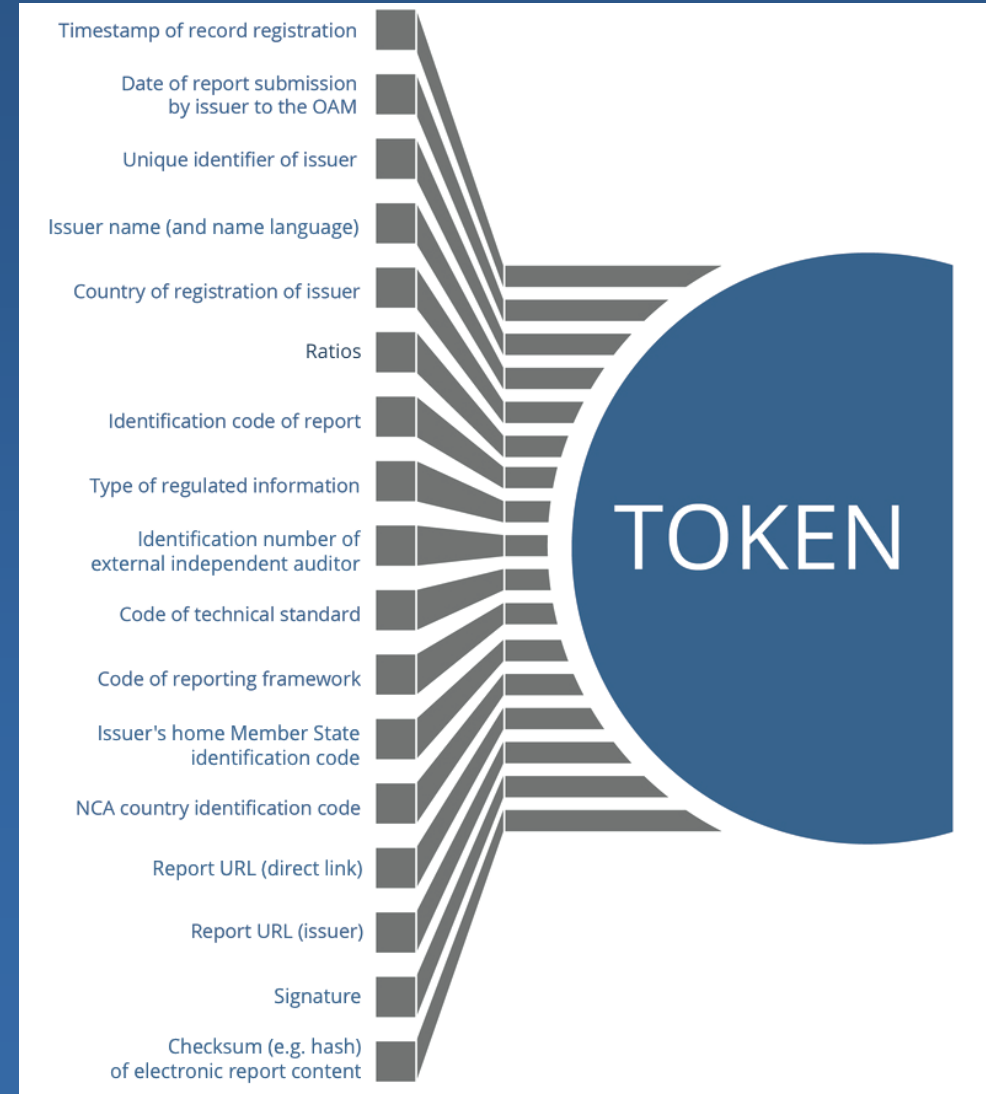 Timestamp of record registration
Date of report submission
by issuer to the OAM
Unique identifier of issuer
Issuer name (and name language)
Country of registration of issuer
Ratios
Identification code of report
Type of regulated information
Identification number of
external independent auditor
Code of technical standard
Code of reporting framework
Issuer's home Member State
identification code
NCA country identification code
Report URL (direct link)
Report URL (issuer)
Signature
Checksum (e.g. hash)
of electronic report content
TOKEN